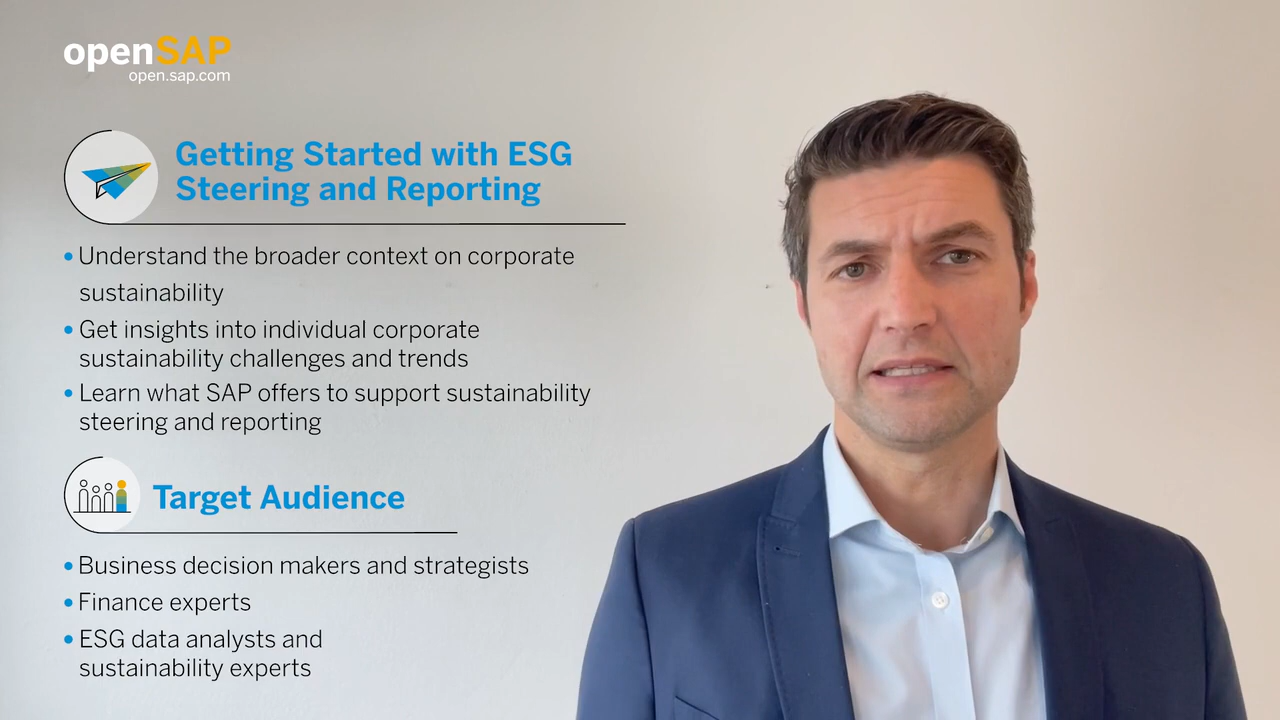 openSAP
open.sap.com
Getting Started with ESG
Steering and Reporting
• Understand the broader context on corporate
sustainability
• Get insights into individual corporate
sustainability challenges and trends
• Learn what SAP offers to support sustainability
steering and reporting
Target Audience
• Business decision makers and strategists
• Finance experts
• ESG data analysts and
sustainability experts